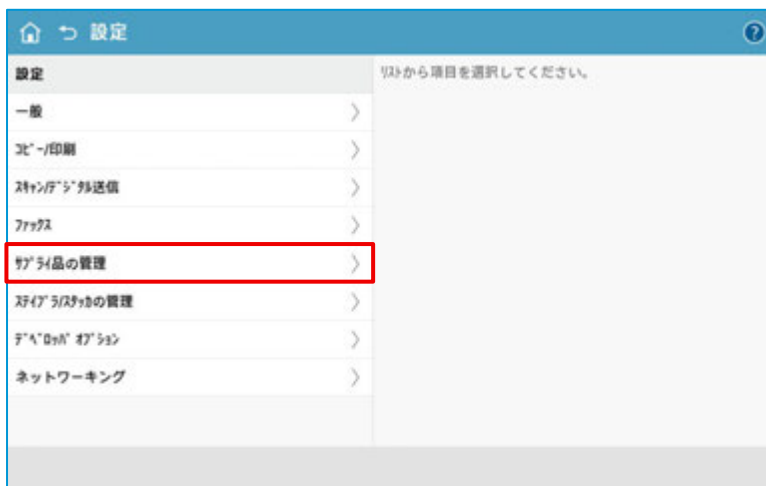 設定
?
設定
リストから項目を選択してください。
一般
ｺﾋﾟｰ/印刷
ｽｷｬﾝ/ﾃﾞｼﾞﾀﾙ送信
ﾌｧｯｸｽ
ｻﾌﾟﾗｲ品の管理
ｽﾃｲﾌﾟﾗ/ｽﾀｯｶの管理
ﾃﾞﾍﾞﾛｯﾊﾟ ｵﾌﾟｼｮﾝ
ネットワーキング